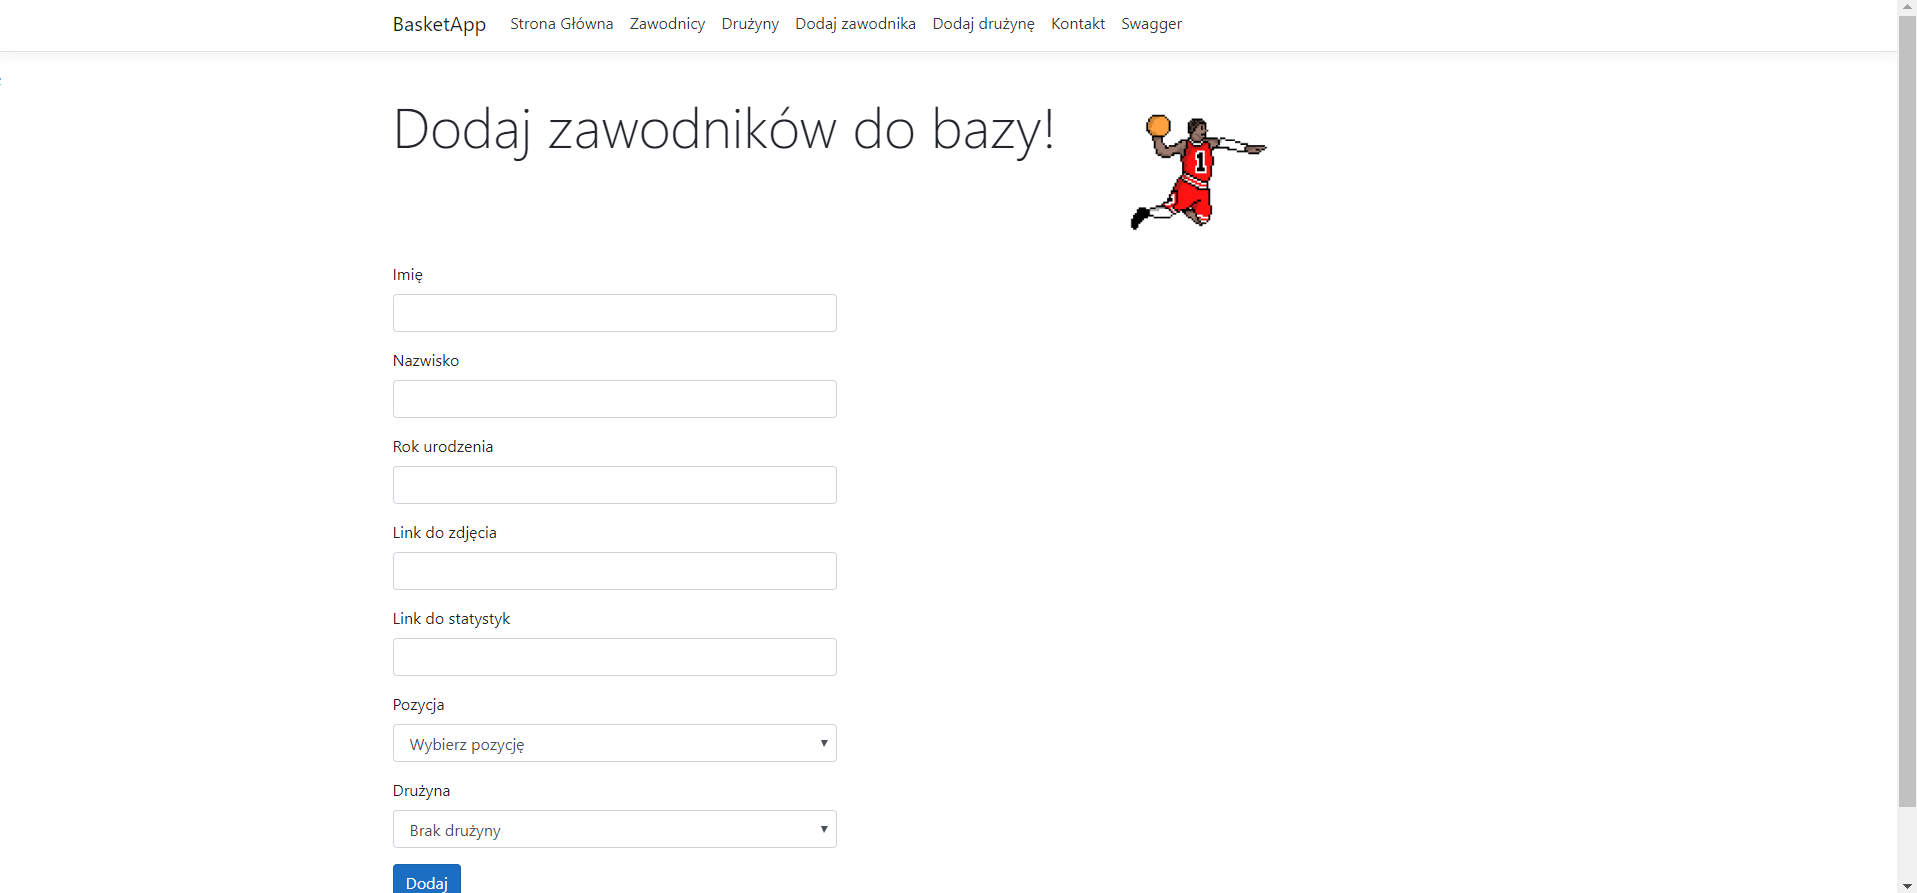 BasketApp Strona Główna Zawodnicy Drużyny Dodaj zawodnika Dodaj drużynę Kontakt Swagger
Dodaj zawodników do bazy!
1
Imię
Nazwisko
Rok urodzenia
Link do zdjęcia
Link do statystyk
Pozycja
Wybierz pozycję
Drużyna
Brak drużyny
Dodaj